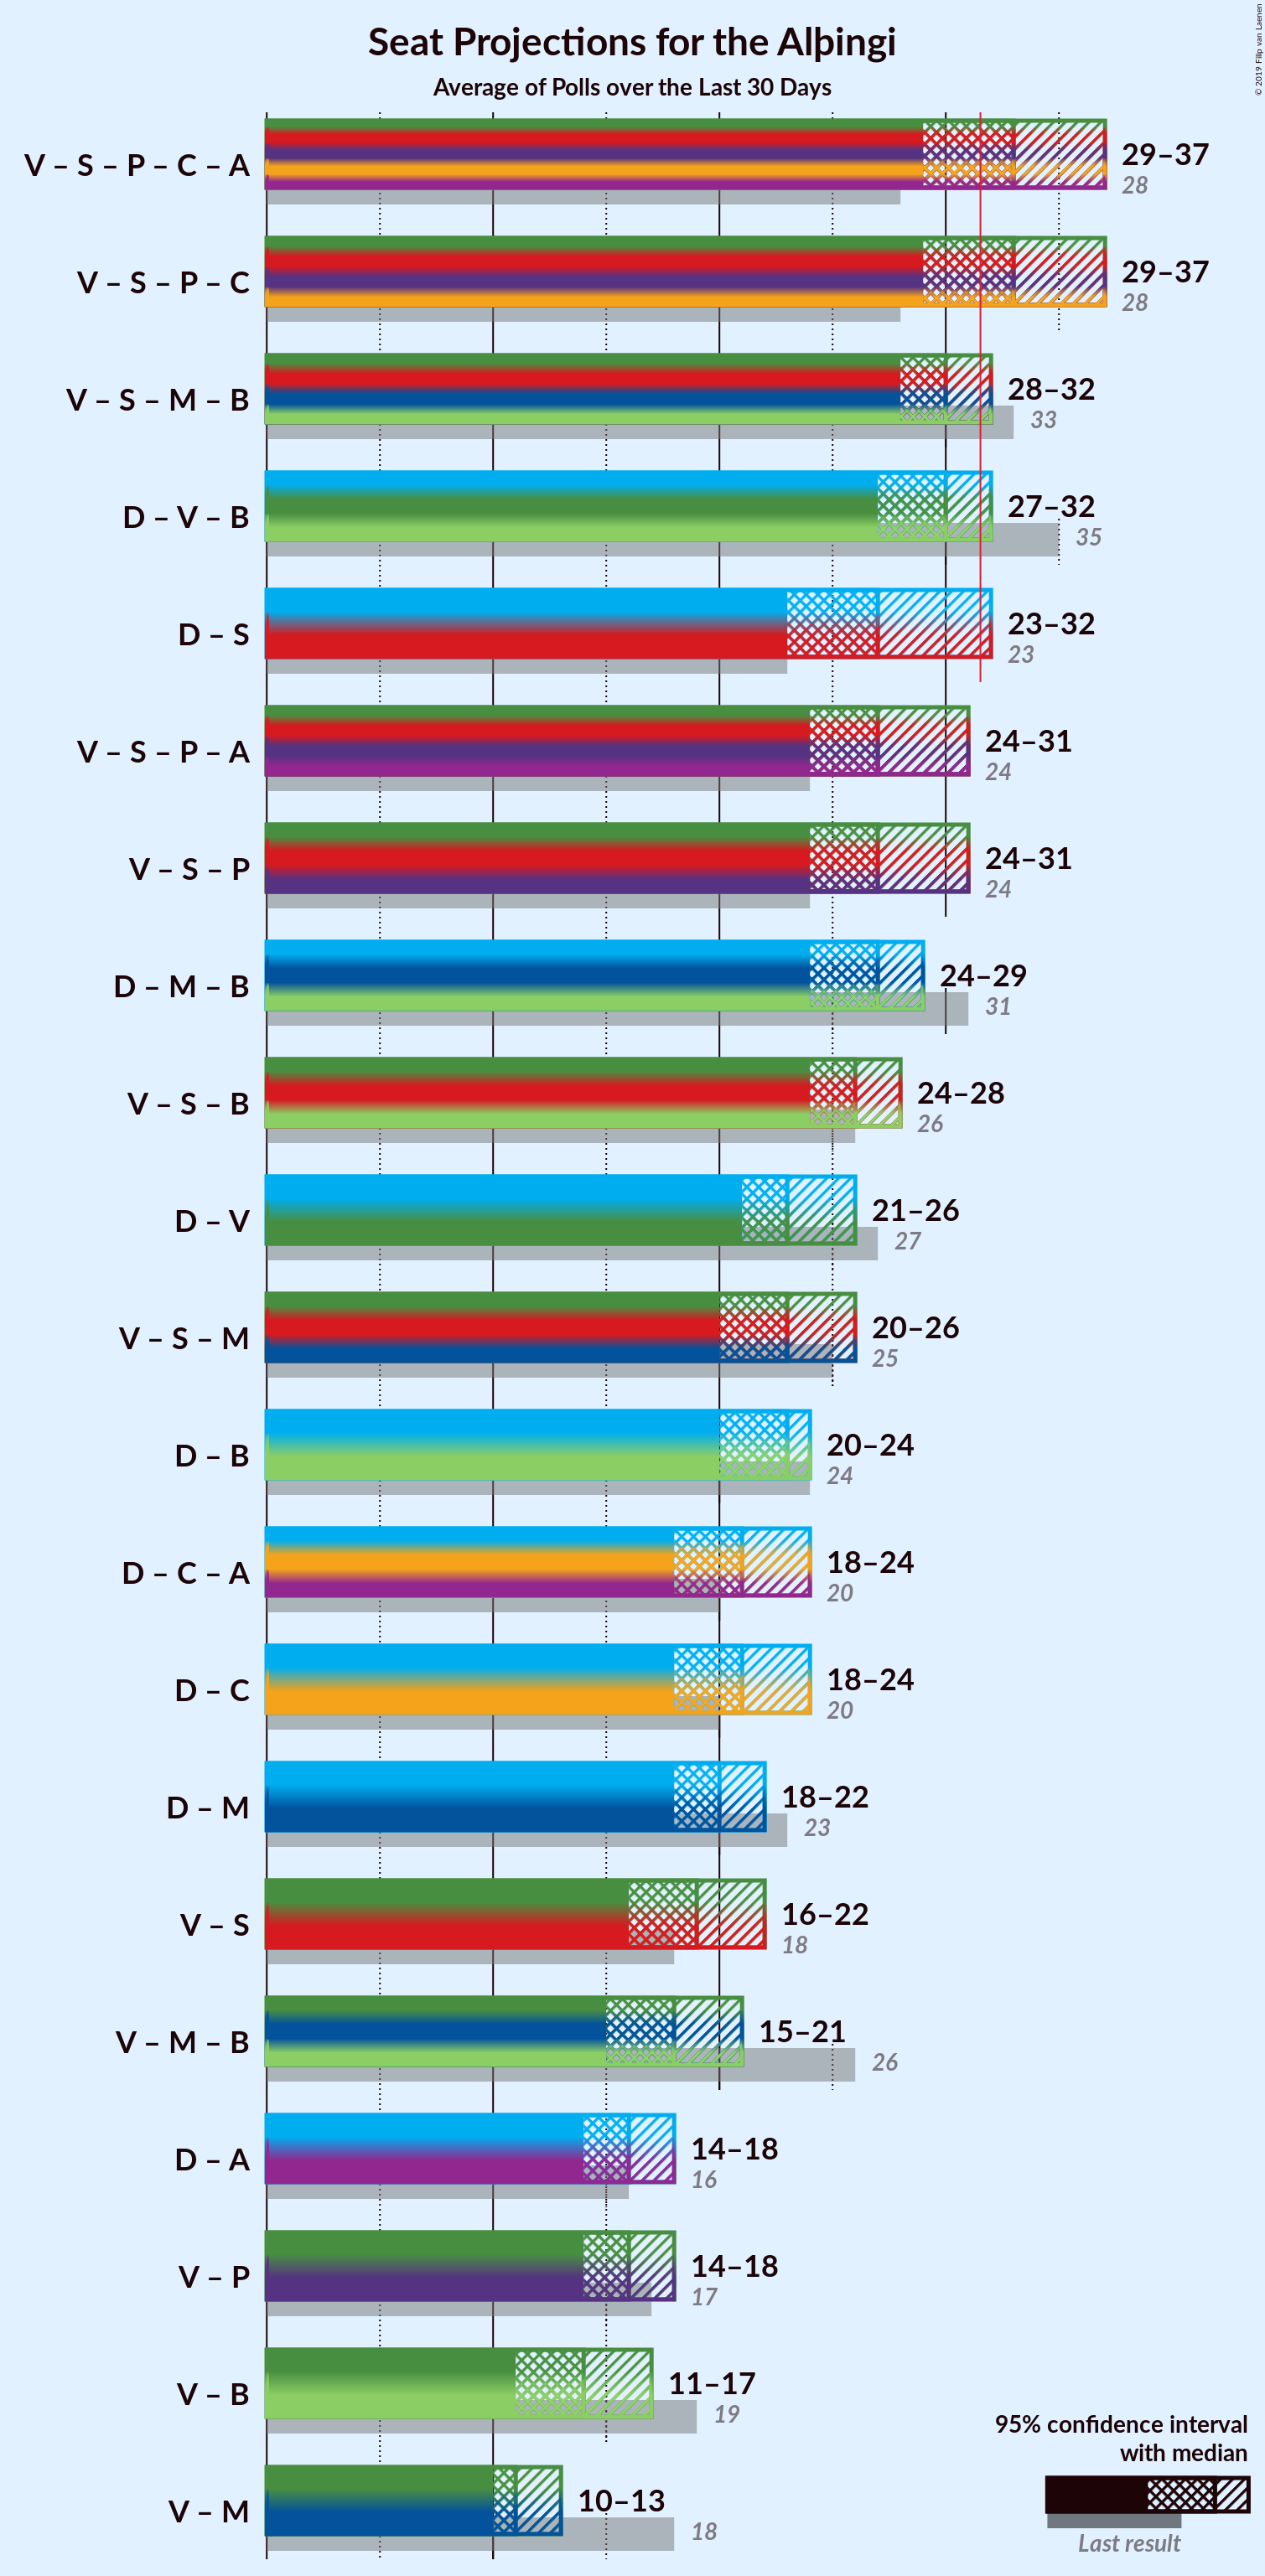 Seat Projections for the Alþingi
Average of Polls over the Last 30 Days
© 2019 Filip van Laenen
V – S – P – C – A
29–37
28
V – S – P – C
29–37
28
V – S – M – B
28–32
33
D – V – B
27–32
35
D – S
23–32
23
V – S – P – A
24–31
24
V – S – P
24–31
24
D – M – B
24–29
31
V – S – B
24–28
26
D – V
21–26
27
V – S – M
20–26
25
D – B
20–24
24
D – C – A
18–24
20
D – C
18–24
20
D – M
18–22
23
V – S
16–22
18
V – M – B
15–21
26
D – A
14–18
16
V – P
14–18
17
V – B
11–17
19
V – M
10–13
18
95% confidence interval
with median
Last result